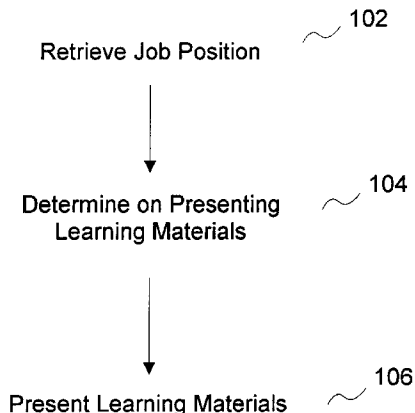 102
Retrieve Job Position
104
Determine on Presenting
Learning Materials
106
Present Learning Materials